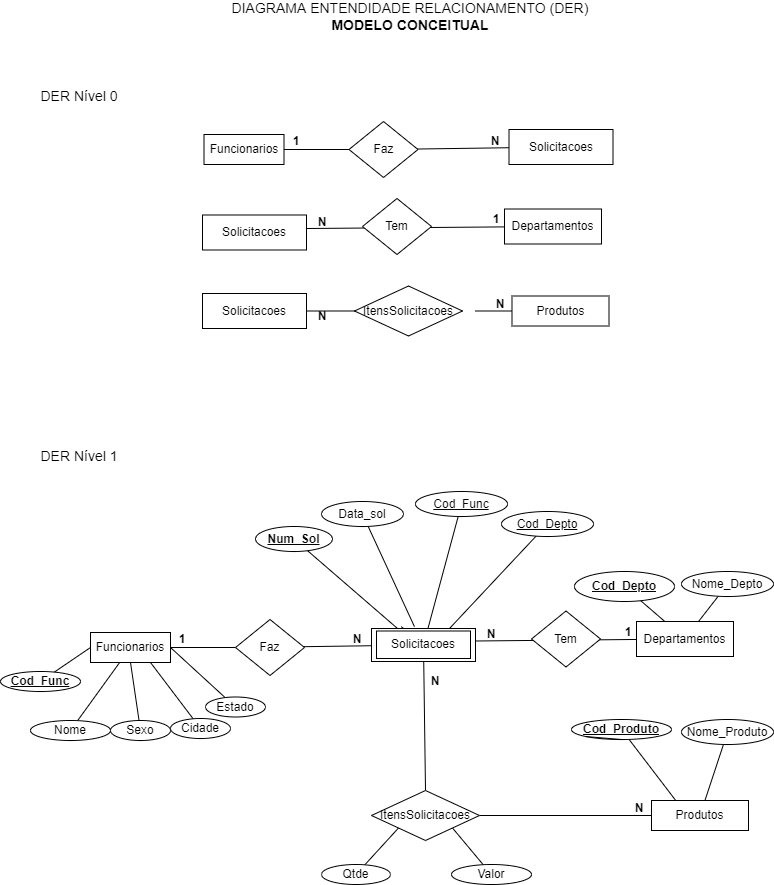 DIAGRAMA ENTENDIDADE RELACIONAMENTO (DER)
MODELO CONCEITUAL
DER Nível 0
Funcionarios 1 Faz N Solicitacoes
Solicitacoes N Tem 1 Departamentos
Solicitacoes N ItensSolicitacoes N Produtos
DER Nível 1
Num_Sol Data_sol Cod_Func Cod_Depto
Cod_Depto Nome_Depto
Funcionarios 1 Faz N Solicitacoes N Tem 1 Departamentos
Cod_Func
Nome Sexo Cidade Estado
N
Cod_Produto Nome_Produto
ItensSolicitacoes N Produtos
Qtde Valor